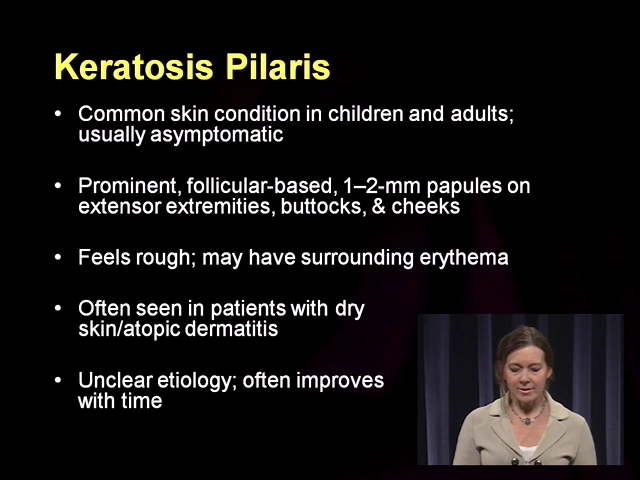 Keratosis Pilaris
• Common skin condition in children and adults;
usually asymptomatic
• Prominent, follicular-based, 1–2-mm papules on
extensor extremities, buttocks, & cheeks
• Feels rough; may have surrounding erythema
• Often seen in patients with dry
skin/atopic dermatitis
• Unclear etiology; often improves
with time